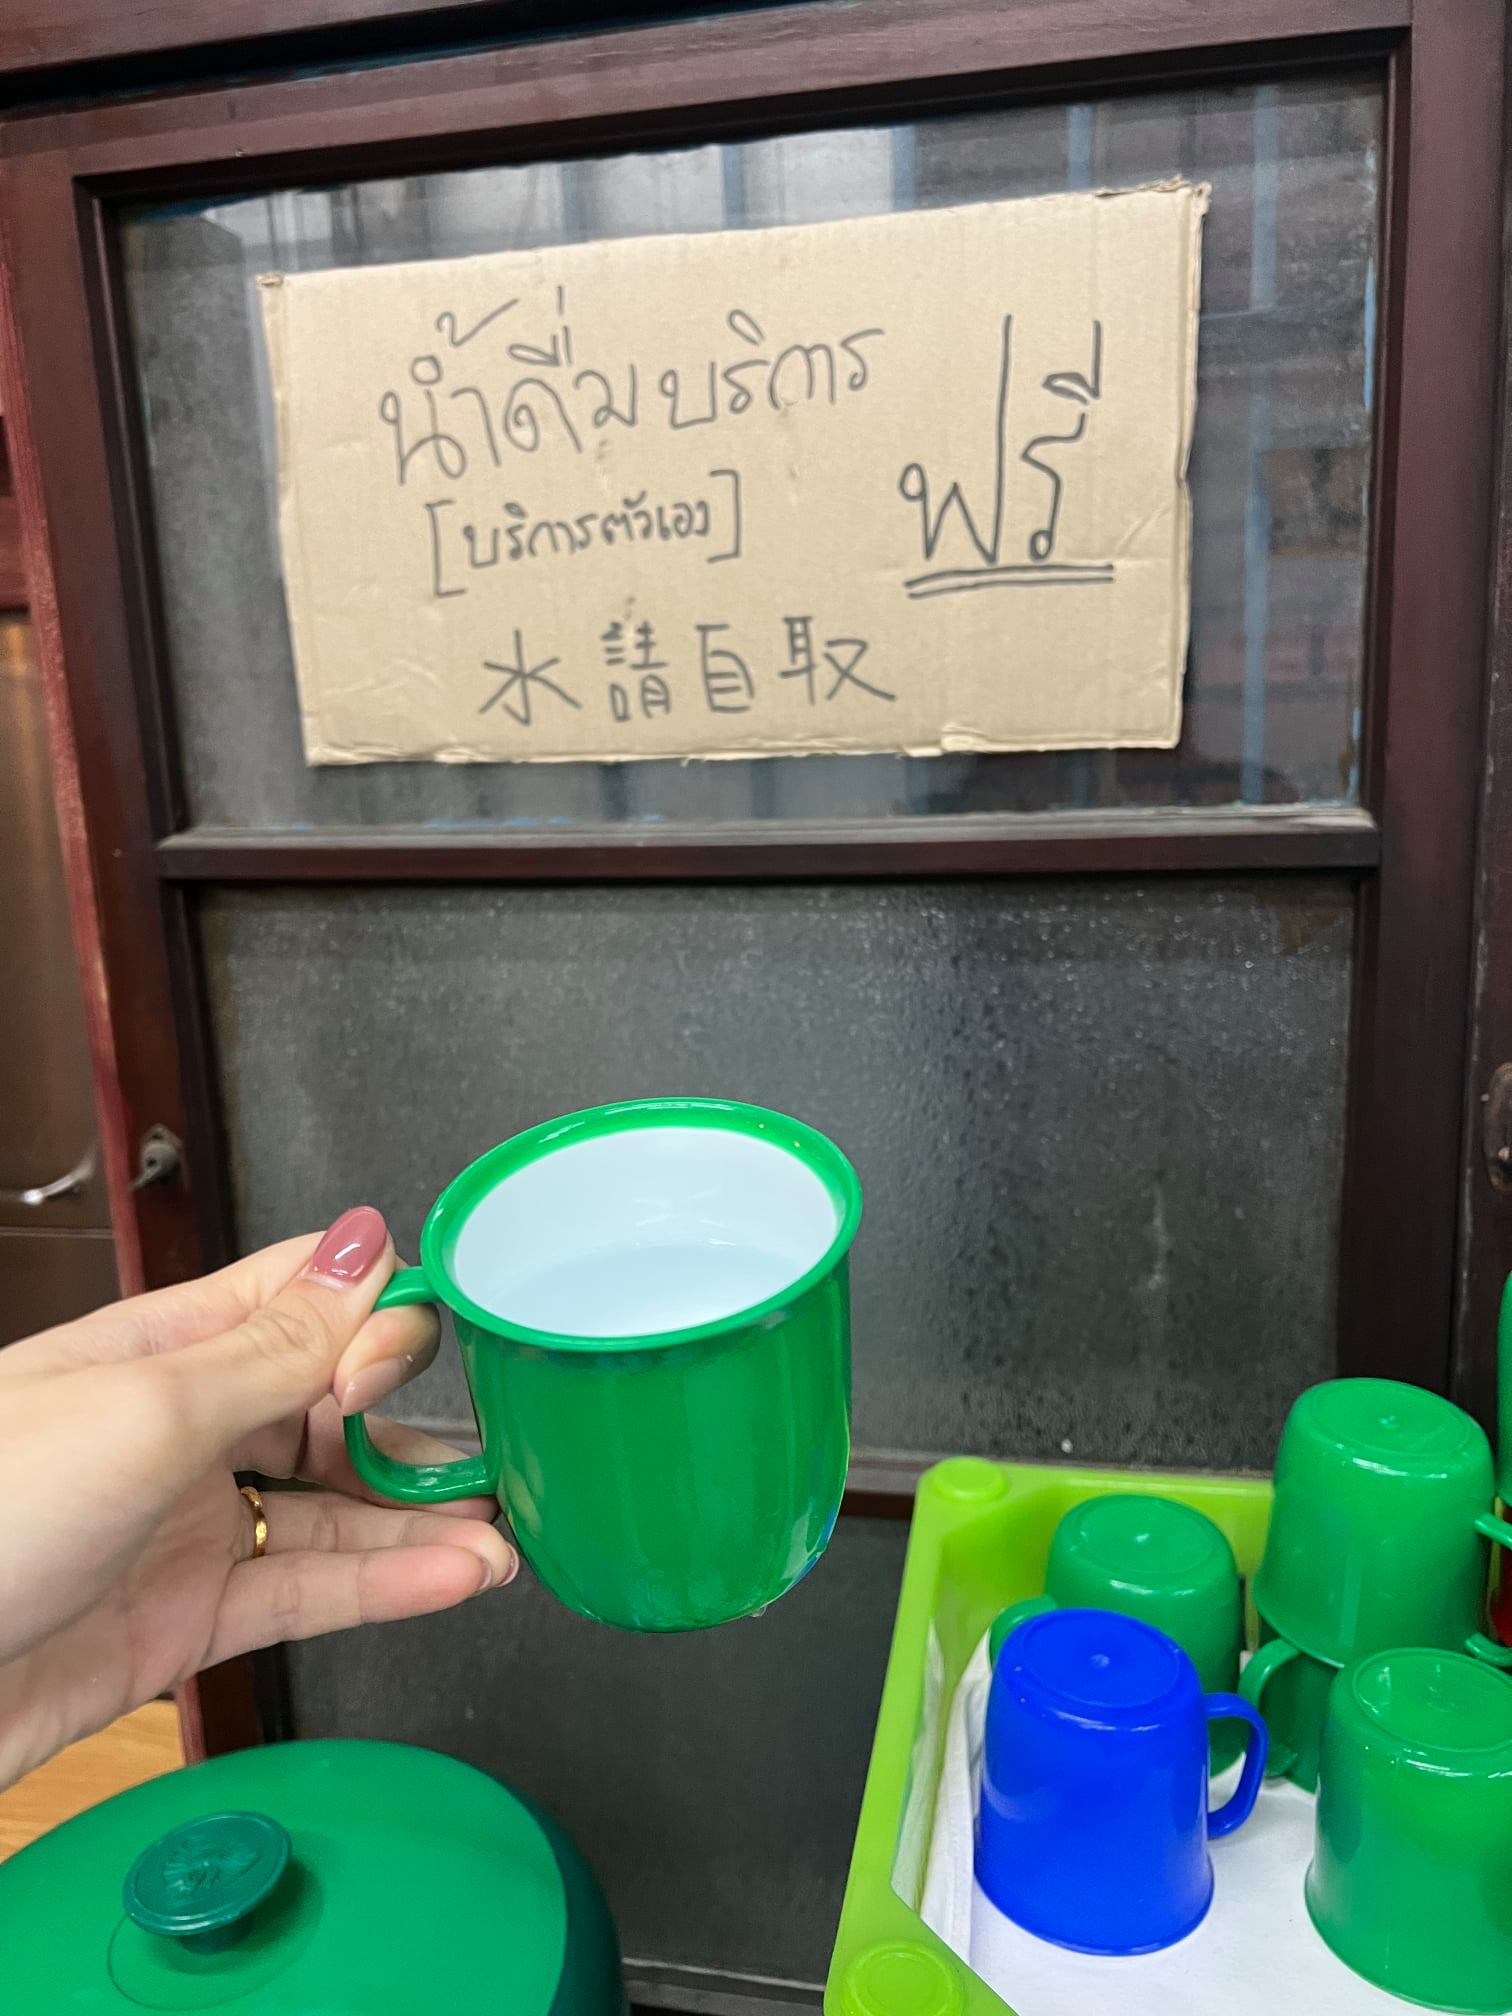 น้ำดื่มบริการ ฟรี
[บริการตัวเอง]
水請自取